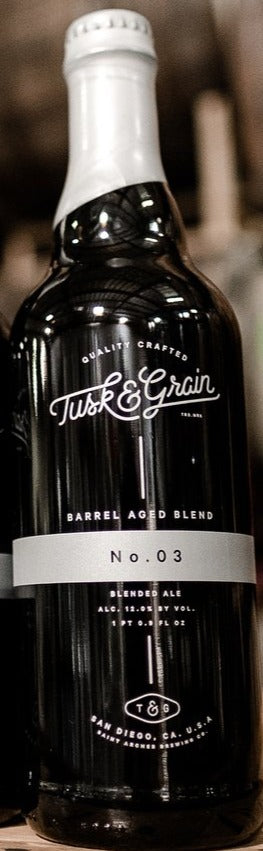 QUALITY CRAFTED
Tusk & Grain
TRD. MRK.
BARREL AGED BLEND
No. 03
BLENDED ALE
ALC. 12.9% BY VOL.
1 PT 0.9 FL OZ
T & G
SAN DIEGO, CA. U.S.A
SAINT ARCHER BREWING CO.